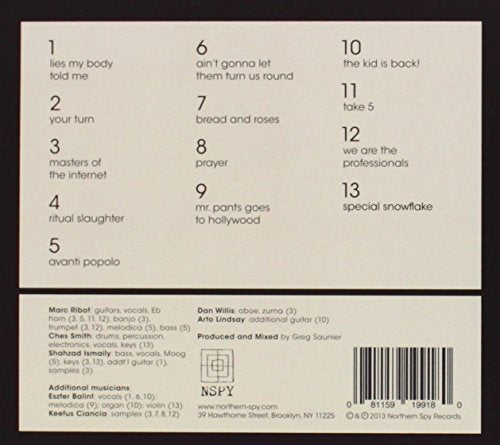 1
lies my body
told me
2
your turn
3
masters of
the internet
4
ritual slaughter
5
avanti popolo
6
ain't gonna let
them turn us round
7
bread and roses
8
prayer
9
mr. pants goes
to hollywood
10
the kid is back!
11
take 5
12
we are the
professionals
13
special snowflake
Marc Ribot: guitars, vocals, Eb
horn (3, 5, 11, 12), banjo (3),
trumpet (3, 12), melodica (5), bass (5)
Ches Smith: drums, percussion,
electronics, vocals, keys (13)
Shahzad Ismaily: bass, vocals, Moog
(5), keys (3, 13), addt'l guitar (1),
samples (3)
Additional musicians:
Eszter Balint: vocals (1, 6, 10);
melodica (9); organ (10); violin (13)
Keefus Ciancia: samples (3, 7, 8, 12)
Dan Willis: oboe, zurna (3)
Arto Lindsay: additional guitar (10)
Produced and Mixed by Greg Saunier
NSPY
www.northern-spy.com
39 Hawthorne Street, Brooklyn, NY 11225
0 81159 19918 0
℗ & © 2013 Northern Spy Records